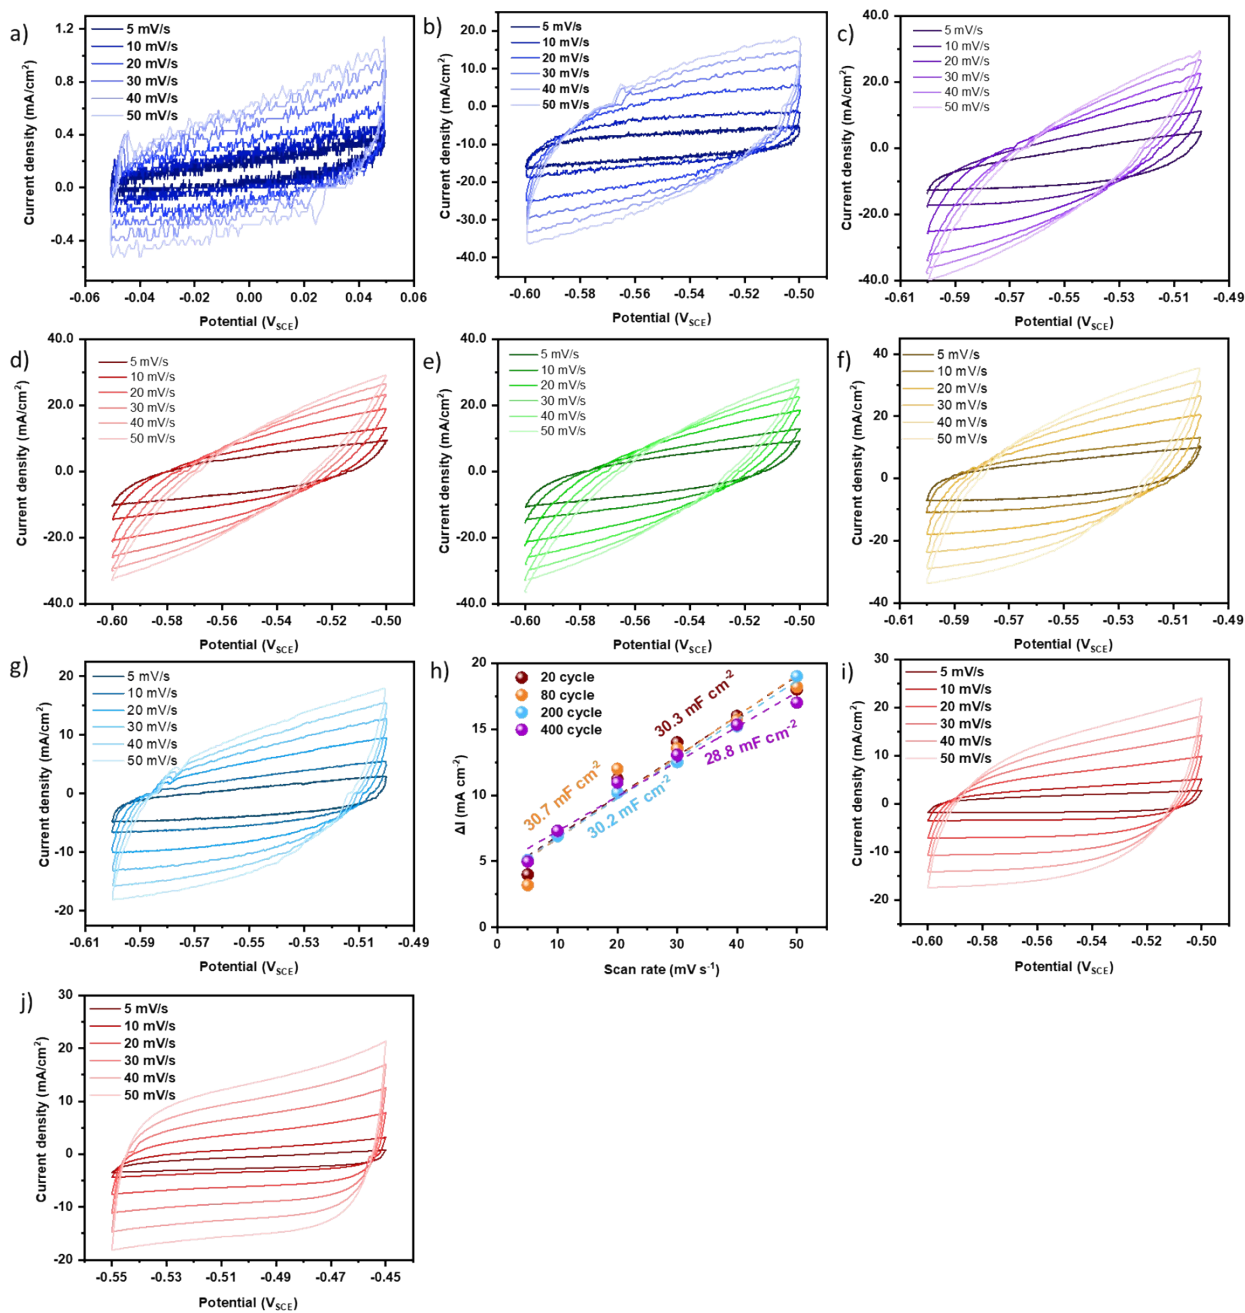 a)
1.2
0.8
0.4
0.0
-0.4
5 mV/s
10 mV/s
20 mV/s
30 mV/s
40 mV/s
50 mV/s
Current density (mA/cm²)
-0.06
-0.04
-0.02
0.00
0.02
0.04
0.06
Potential (V_SCE)
b)
20.0
10.0
0.0
-10.0
-20.0
-30.0
-40.0
5 mV/s
10 mV/s
20 mV/s
30 mV/s
40 mV/s
50 mV/s
Current density (mA/cm²)
-0.60
-0.58
-0.56
-0.54
-0.52
-0.50
Potential (V_SCE)
c)
40.0
20.0
0.0
-20.0
-40.0
5 mV/s
10 mV/s
20 mV/s
30 mV/s
40 mV/s
50 mV/s
Current density (mA/cm²)
-0.61
-0.59
-0.57
-0.55
-0.53
-0.51
-0.49
Potential (V_SCE)
d)
40.0
20.0
0.0
-20.0
-40.0
5 mV/s
10 mV/s
20 mV/s
30 mV/s
40 mV/s
50 mV/s
Current density (mA/cm²)
-0.60
-0.58
-0.56
-0.54
-0.52
-0.50
Potential (V_SCE)
e)
40.0
20.0
0.0
-20.0
-40.0
5 mV/s
10 mV/s
20 mV/s
30 mV/s
40 mV/s
50 mV/s
Current density (mA/cm²)
-0.60
-0.58
-0.56
-0.54
-0.52
-0.50
Potential (V_SCE)
f)
40
20
0
-20
-40
5 mV/s
10 mV/s
20 mV/s
30 mV/s
40 mV/s
50 mV/s
Current density (mA/cm²)
-0.61
-0.59
-0.57
-0.55
-0.53
-0.51
-0.49
Potential (V_SCE)
g)
20
15
10
5
0
-5
-10
-15
-20
5 mV/s
10 mV/s
20 mV/s
30 mV/s
40 mV/s
50 mV/s
Current density (mA/cm²)
-0.61
-0.59
-0.57
-0.55
-0.53
-0.51
-0.49
Potential (V_SCE)
h)
20
15
10
5
0
20 cycle
80 cycle
200 cycle
400 cycle
30.3 mF cm⁻²
28.8 mF cm⁻²
30.7 mF cm⁻²
30.2 mF cm⁻²
ΔI (mA cm⁻²)
10
20
30
40
50
Scan rate (mV s⁻¹)
i)
30
20
10
0
-10
-20
5 mV/s
10 mV/s
20 mV/s
30 mV/s
40 mV/s
50 mV/s
Current density (mA/cm²)
-0.60
-0.58
-0.56
-0.54
-0.52
-0.50
Potential (V_SCE)
j)
30
20
10
0
-10
-20
5 mV/s
10 mV/s
20 mV/s
30 mV/s
40 mV/s
50 mV/s
Current density (mA/cm²)
-0.55
-0.53
-0.51
-0.49
-0.47
-0.45
Potential (V_SCE)